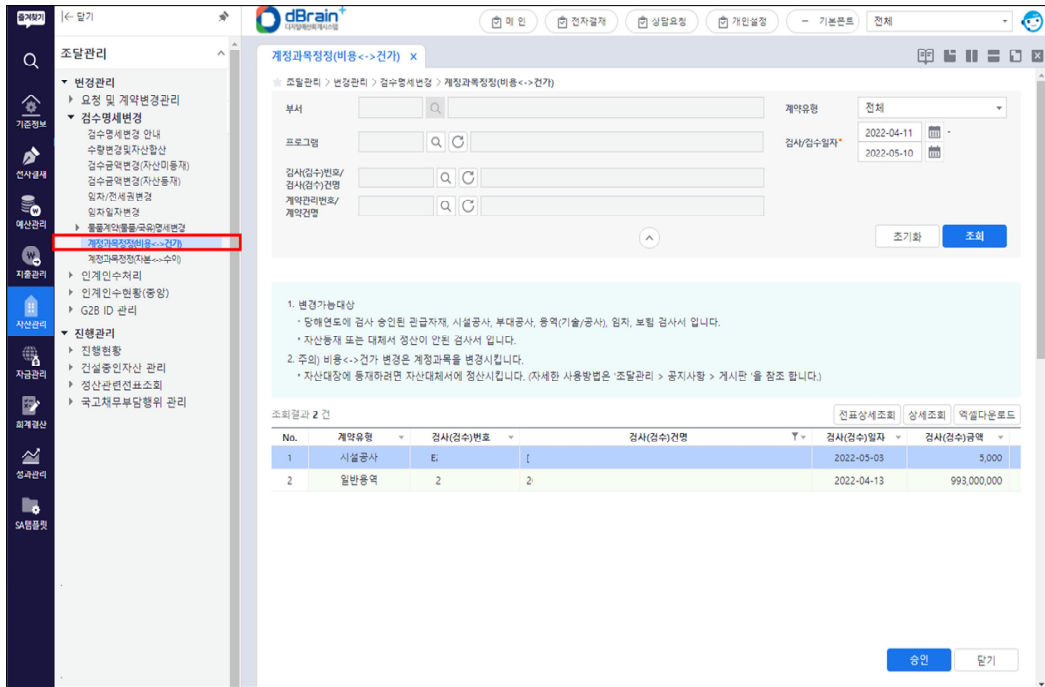 즐겨찾기
|← 닫기
dBrain+
디지털예산회계시스템
메 인
전자결재
상담요청
개인설정
− 기본폰트
전체
조달관리
계정과목정정(비용<->건가) x
조달관리 > 변경관리 > 검수명세변경 > 계정과목정정(비용<->건가)
기준정보
전자결재
예산관리
지출관리
자산관리
자금관리
회계결산
성과관리
SA템플릿
변경관리
요청 및 계약변경관리
검수명세변경
검수명세변경 안내
수량변경및자산합산
검수금액변경(자산미등재)
검수금액변경(자산등재)
임차/전세권변경
임차일자변경
물품계약(물품/국유)명세변경
계정과목정정(비용<->건가)
계정과목정정(자본<->수익)
인계인수처리
인계인수현황(중앙)
G2B ID 관리
진행관리
진행현황
건설중인자산 관리
정산관련전표조회
국고채무부담행위 관리
부서
계약유형
전체
프로그램
검사/검수일자*
2022-04-11
-
2022-05-10
검사(검수)번호/
검사(검수)건명
계약관리번호/
계약건명
초기화
조회
1. 변경가능대상
・당해연도에 검사 승인된 관급자재, 시설공사, 부대공사, 용역(기술/공사), 임지, 보험 검사서 입니다.
・자산등재 또는 대체서 정산이 안된 검사서 입니다.
2. 주의) 비용<->건가 변경은 계정과목을 변경시킵니다.
・자산대장에 등재하려면 자산대체서에 정산시킵니다. (자세한 사용방법은 '조달관리 > 공지사항 > 게시판 '을 참조 합니다.)
조회결과 2 건
전표상세조회
상세조회
엑셀다운로드
No. 계약유형 검사(검수)번호 검사(검수)건명 검사(검수)일자 검사(검수)금액
1 시설공사 E [ 2022-05-03 5,000
2 일반용역 2 2 2022-04-13 993,000,000
승인
닫기